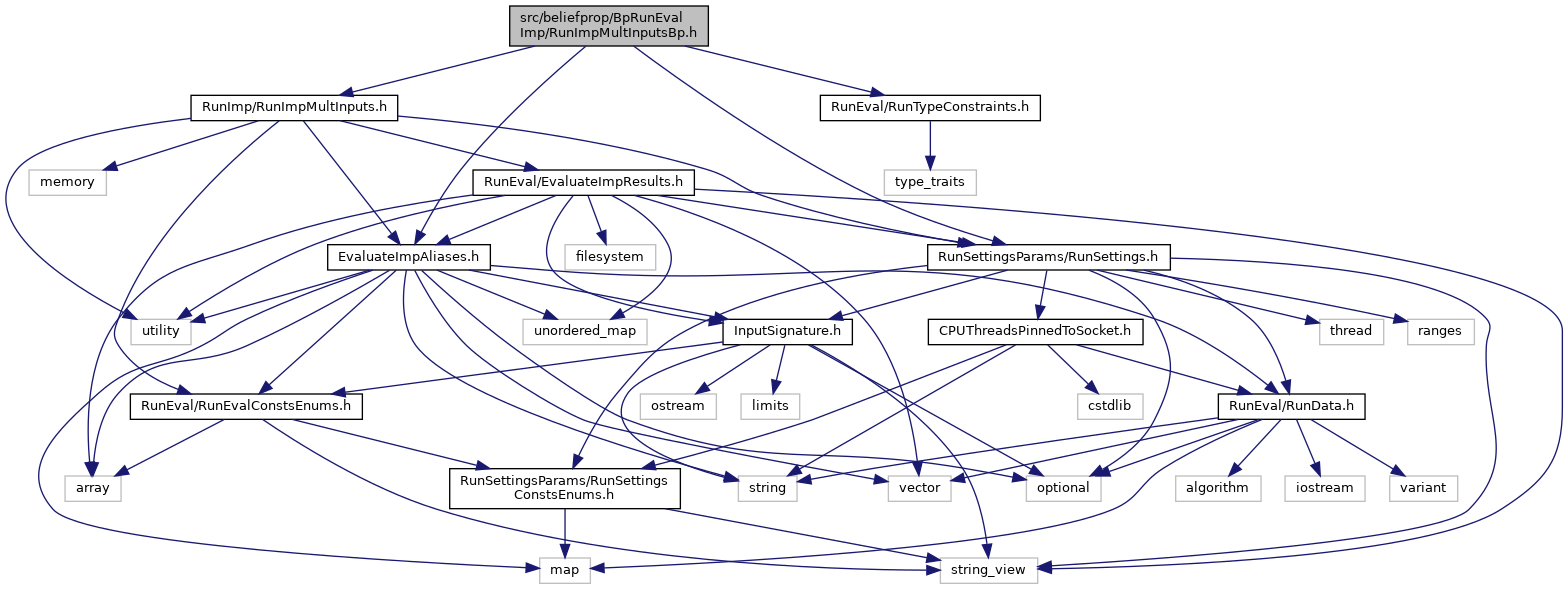 src/beliefprop/BpRunEval
Imp/RunImpMultInputsBp.h
RunImp/RunImpMultInputs.h
RunEval/RunTypeConstraints.h
memory
RunEval/EvaluateImpResults.h
type_traits
EvaluateImpAliases.h
filesystem
RunSettingsParams/RunSettings.h
utility
unordered_map
InputSignature.h
CPUThreadsPinnedToSocket.h
thread
ranges
RunEval/RunEvalConstsEnums.h
ostream
limits
cstdlib
RunEval/RunData.h
array
RunSettingsParams/RunSettings
ConstsEnums.h
string
vector
optional
algorithm
iostream
variant
map
string_view